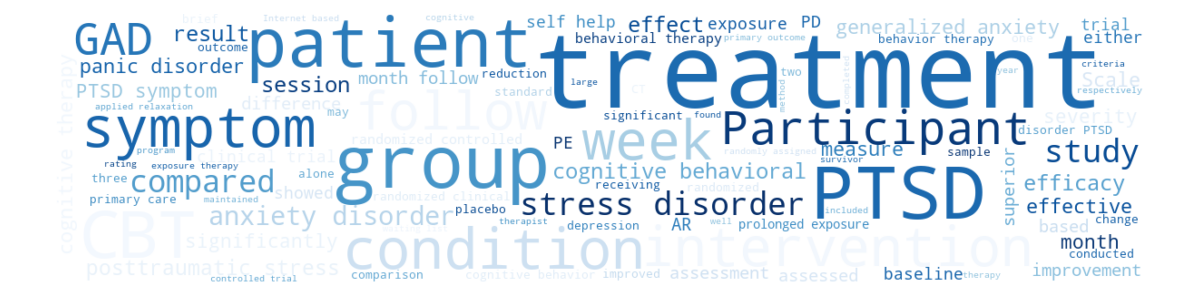 brief
Internet based
cognitive
self help
effect
exposure
PD
generalized anxiety
trial
GAD
result
patient
treatment
behavioral therapy
primary outcome
behavior therapy
one
either
outcome
panic disorder
session
month follow
reduction
large
two
year
criteria
Scale
respectively
PTSD symptom
standard
CT
method
completed
applied relaxation
difference
may
follow
significant
found
Participant
severity
symptom
randomized controlled
PE
week
disorder PTSD
program
clinical trial
group
randomly assigned
measure
sample
study
rating
exposure therapy
survivor
cognitive therapy
three
compared
alone
cognitive behavioral
PTSD
superior
efficacy
primary care
maintained
showed
randomized clinical
receiving
randomized
stress disorder
included
effective
CBT
anxiety disorder
placebo
therapist
depression
AR
well
prolonged exposure
based
change
significantly
condition
intervention
month
conducted
posttraumatic stress
controlled trial
comparison
cognitive behavior
improved
assessment
assessed
baseline
therapy
improvement